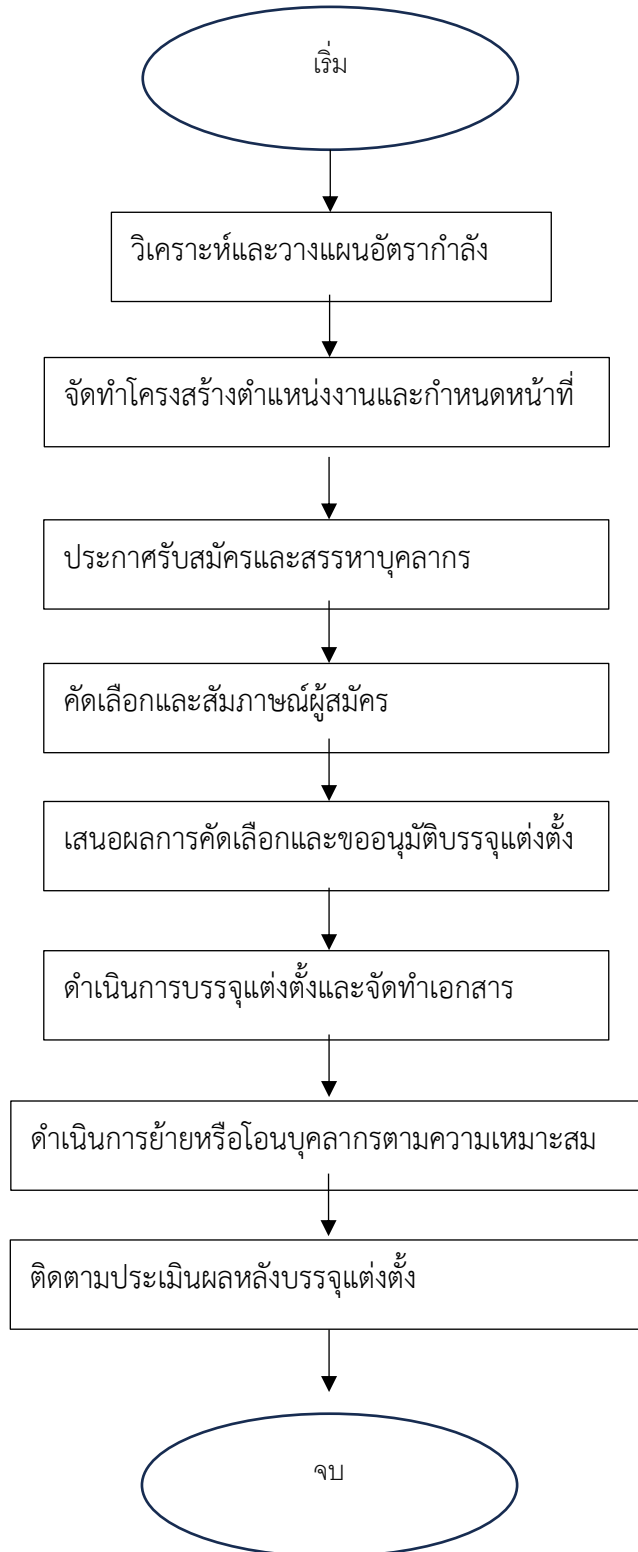 เริ่ม
วิเคราะห์และวางแผนอัตรากำลัง
จัดทำโครงสร้างตำแหน่งงานและกำหนดหน้าที่
ประกาศรับสมัครและสรรหาบุคลากร
คัดเลือกและสัมภาษณ์ผู้สมัคร
เสนอผลการคัดเลือกและขออนุมัติบรรจุแต่งตั้ง
ดำเนินการบรรจุแต่งตั้งและจัดทำเอกสาร
ดำเนินการย้ายหรือโอนบุคลากรตามความเหมาะสม
ติดตามประเมินผลหลังบรรจุแต่งตั้ง
จบ